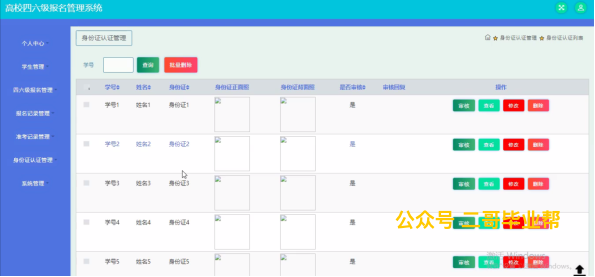 高校四六级报名管理系统
个人中心
学生管理
四六级报名管理
报名记录管理
准考记录管理
身份证认证管理
系统管理
身份证认证管理
身份证认证管理 身份证认证列表
学号 查询 批量删除
学号 姓名 身份证 身份证正面图 身份证背面图 是否审核 审核回复 操作
学号1 姓名1 身份证1 是 审核 查看 修改 删除
学号2 姓名2 身份证2 是 审核 查看 修改 删除
学号3 姓名3 身份证3 是 审核 查看 修改 删除
学号4 姓名4 身份证4 是 审核 查看 修改 删除
公众号 二哥毕业帮
学号5 姓名5 身份证5 是 审核 查看 修改 删除